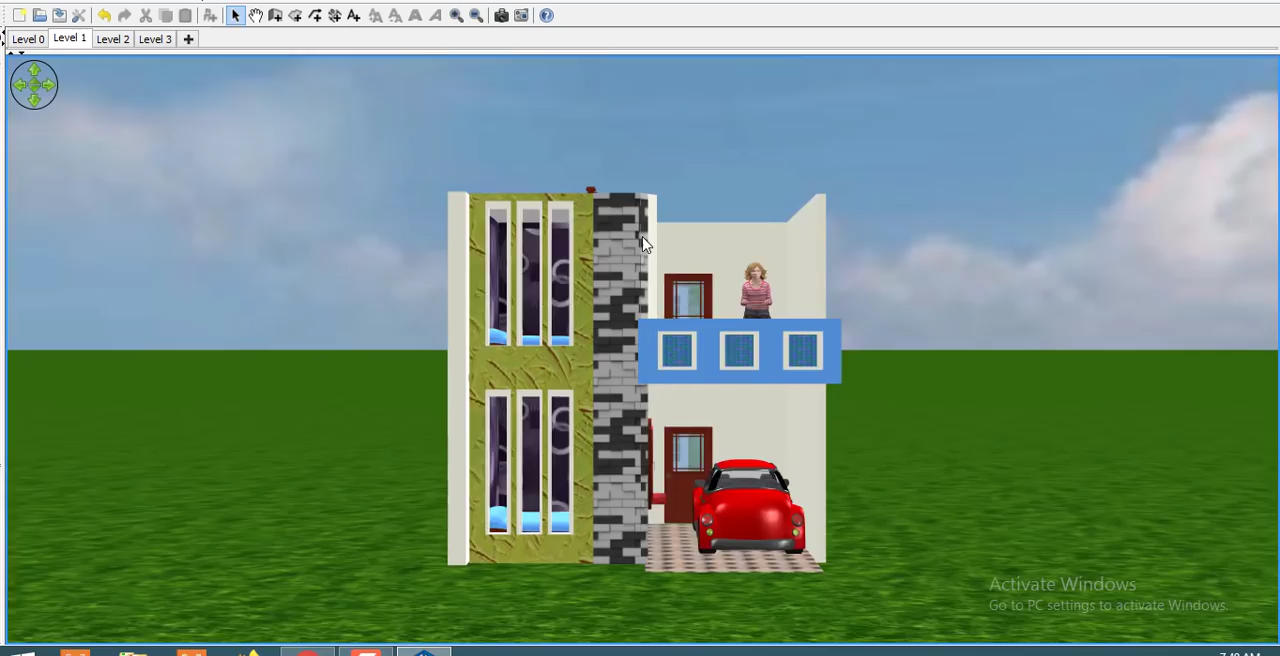 Level 0 Level 1 Level 2 Level 3
Activate Windows
Go to PC settings to activate Windows.